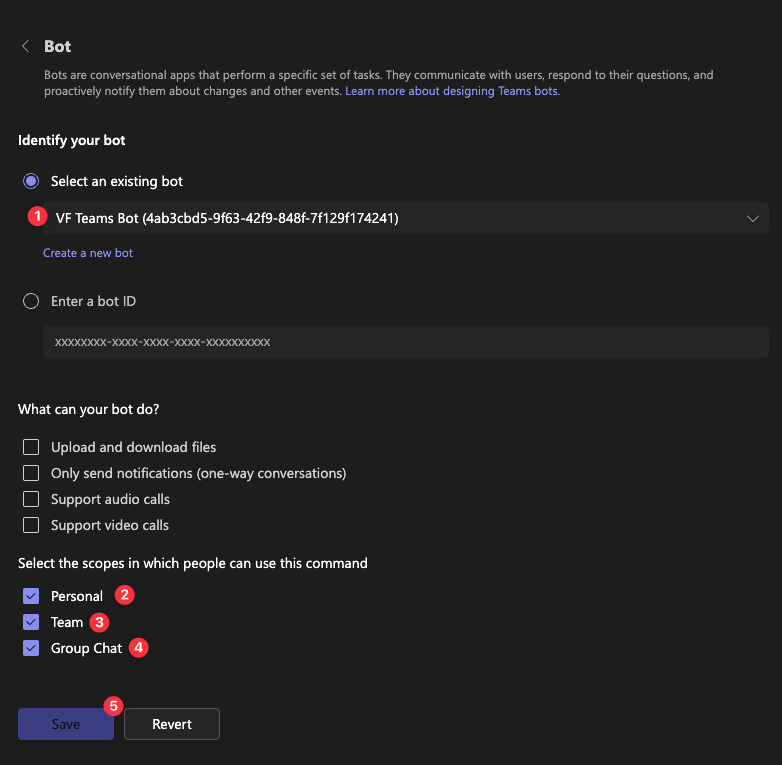 Bot
Bots are conversational apps that perform a specific set of tasks. They communicate with users, respond to their questions, and
proactively notify them about changes and other events. Learn more about designing Teams bots.
Identify your bot
Select an existing bot
1 VF Teams Bot (4ab3cbd5-9f63-42f9-848f-7f129f174241)
Create a new bot
Enter a bot ID
xxxxxxxx-xxxx-xxxx-xxxx-xxxxxxxxxx
What can your bot do?
Upload and download files
Only send notifications (one-way conversations)
Support audio calls
Support video calls
Select the scopes in which people can use this command
Personal 2
Team 3
Group Chat 4
5
Save Revert